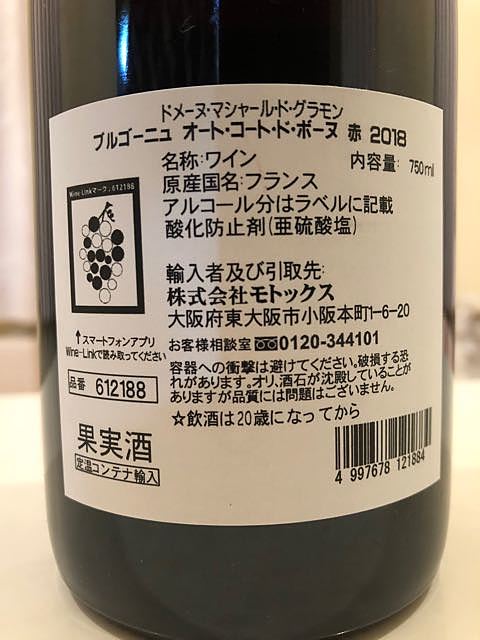 ドメーヌ・マシャール・ド・グラモン
ブルゴーニュ オート・コート・ド・ボーヌ 赤 2018
名称:ワイン 内容量: 750ml
原産国名:フランス
アルコール分はラベルに記載
酸化防止剤(亜硫酸塩)
Wine-Linkマーク♪612188
輸入者及び引取先:
株式会社モトックス
大阪府東大阪市小阪本町1-6-20
↑スマートフォンアプリ
Wine-Linkで読み取ってください
お客様相談室 0120-344101
容器への衝撃は避けてください。破損する恐
れがあります。オリ、酒石が沈殿していることが
ありますが品質には問題はございません。
品番 612188
☆飲酒は20歳になってから
果実酒
定温コンテナ輸入
4 997678 121884